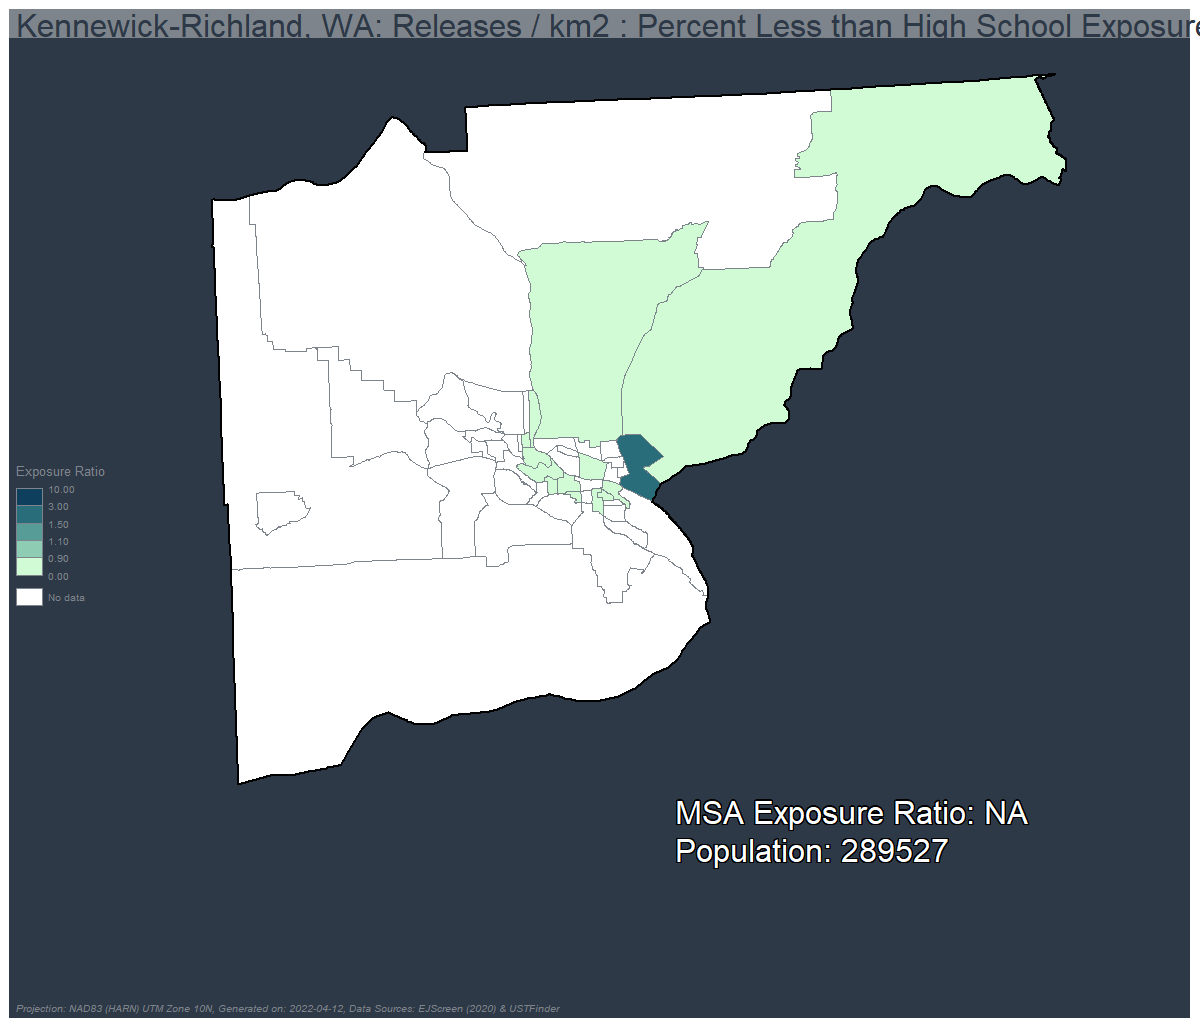 Kennewick-Richland, WA: Releases / km2 : Percent Less than High School Exposure
Exposure Ratio
10.00
3.00
1.50
1.10
0.90
0.00
No data
MSA Exposure Ratio: NA
Population: 289527
Projection: NAD83 (HARN) UTM Zone 10N, Generated on: 2022-04-12, Data Sources: EJScreen (2020) & USTFinder